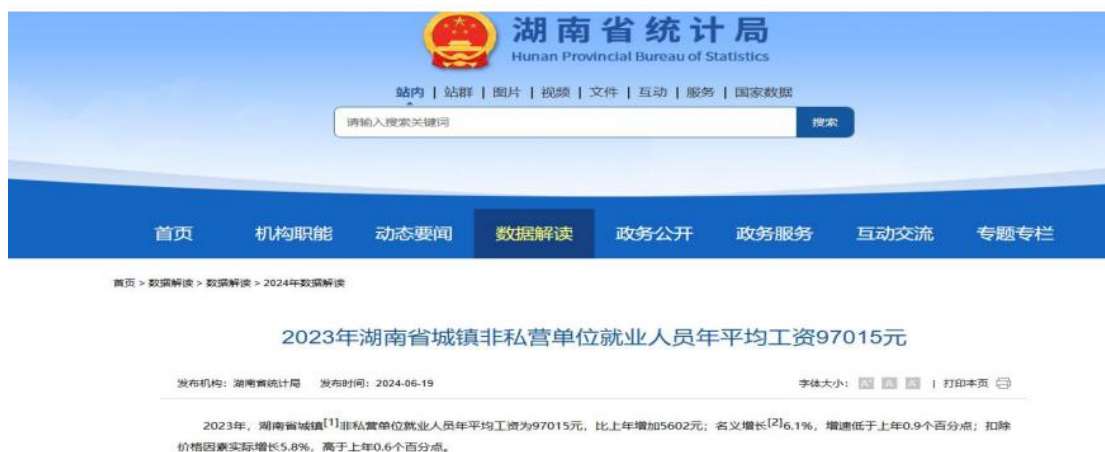 湖南省统计局
Hunan Provincial Bureau of Statistics
站内 | 站群 | 图片 | 视频 | 文件 | 互动 | 服务 | 国家数据
请输入搜索关键词 搜索
首页 机构职能 动态要闻 数据解读 政务公开 政务服务 互动交流 专题专栏
首页 > 数据解读 > 数据解读 > 2024年数据解读
2023年湖南省城镇非私营单位就业人员年平均工资97015元
发布机构：湖南省统计局 发布时间：2024-06-19 字体大小： A A A | 打印本页
2023年，湖南省城镇[1]非私营单位就业人员年平均工资为97015元，比上年增加5602元；名义增长[2]6.1%，增速低于上年0.9个百分点；扣除
价格因素实际增长5.8%，高于上年0.6个百分点。